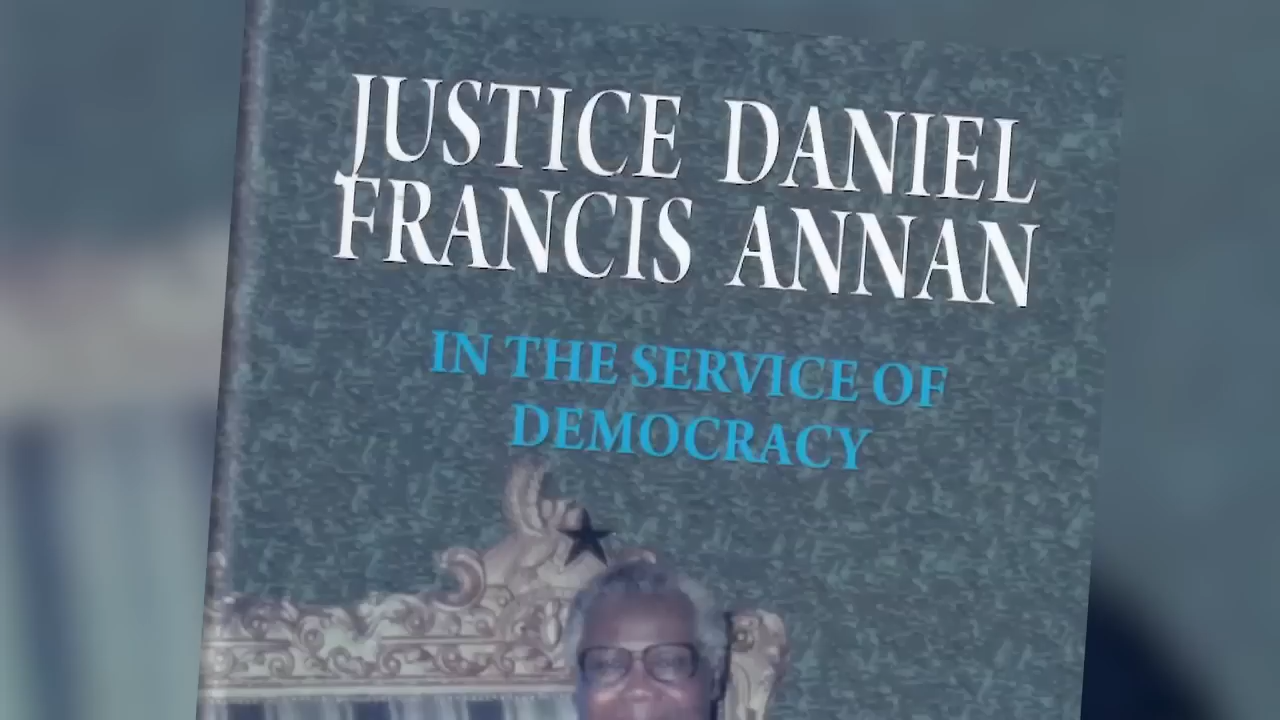 JUSTICE DANIEL
FRANCIS ANNAN
IN THE SERVICE OF
DEMOCRACY